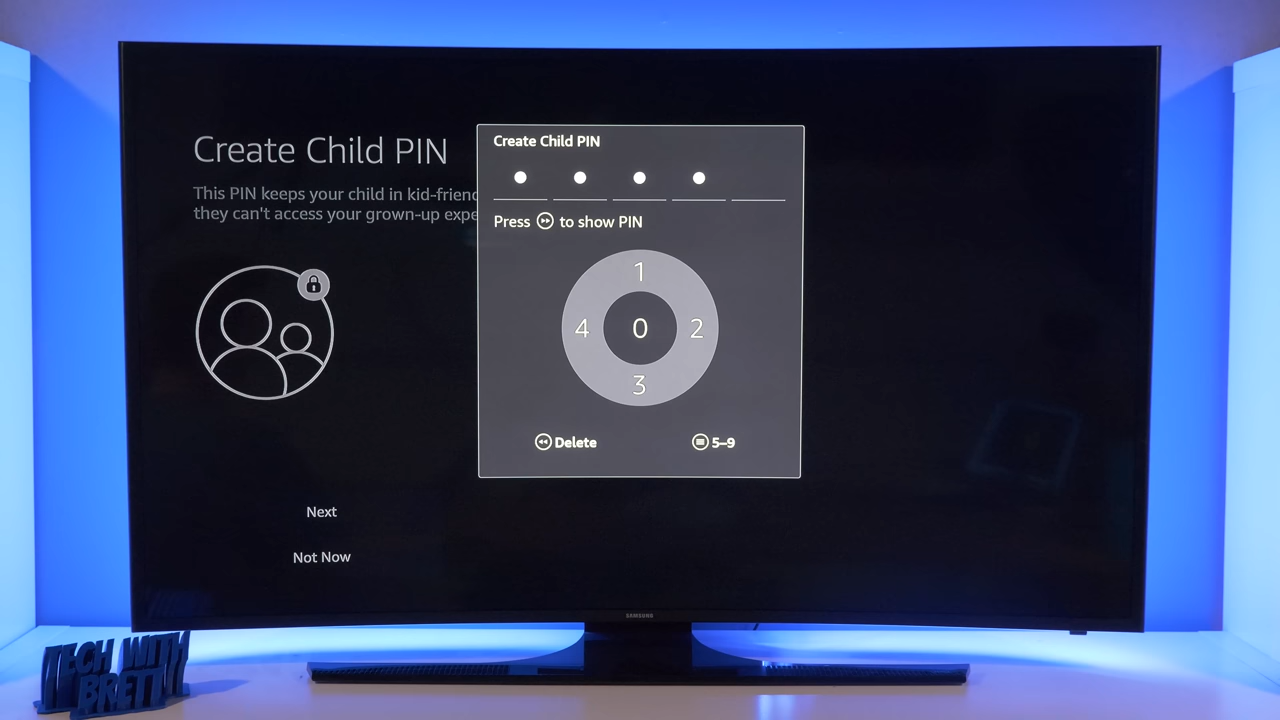 Create Child PIN
This PIN keeps your child in kid-frienc
they can't access your grown-up expe
Next
Not Now
Create Child PIN
Press to show PIN
1
4 0 2
3
Delete 5–9
SAMSUNG
TECH WITH
BRETT